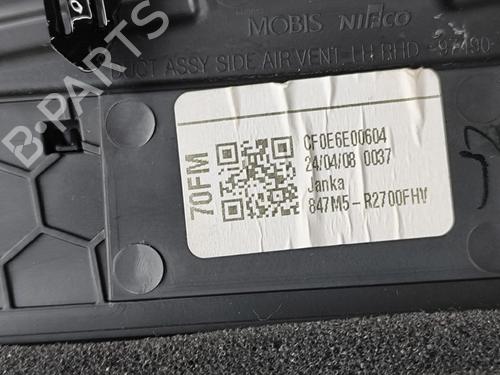 MOBIS NIFCO
DUCT ASSY SIDE AIR VENT-LH RHD
B-PARTS
70FM
CF0E6E00604
24/04/08 0037
Janka
847M5-R2700FHV